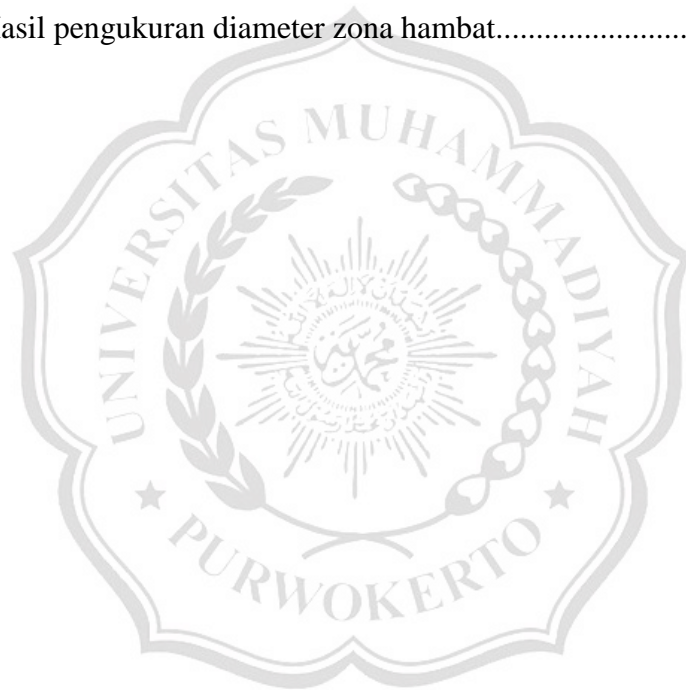 asil pengukuran diameter zona hambat........................
UNIVERSITAS MUHAMMADIYAH
PURWOKERTO